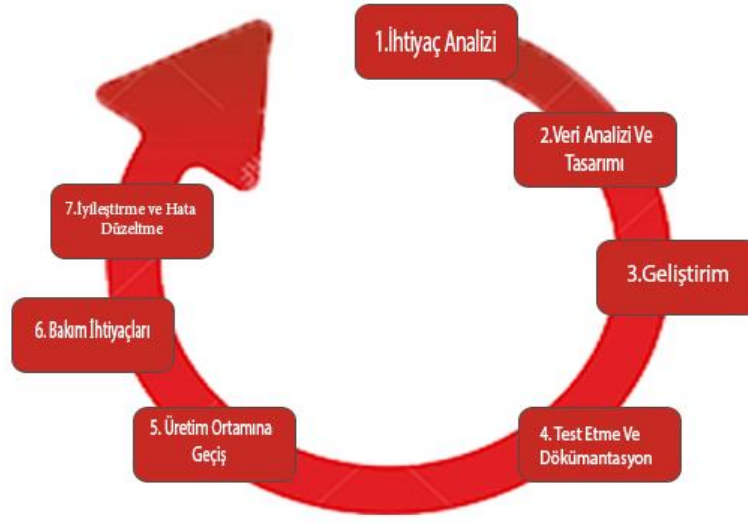 1.İhtiyaç Analizi
2.Veri Analizi Ve
Tasarımı
3.Geliştirim
4. Test Etme Ve
Dökümantasyon
5. Üretim Ortamına
Geçiş
6. Bakım İhtiyaçları
7.İyileştirme ve Hata
Düzeltme